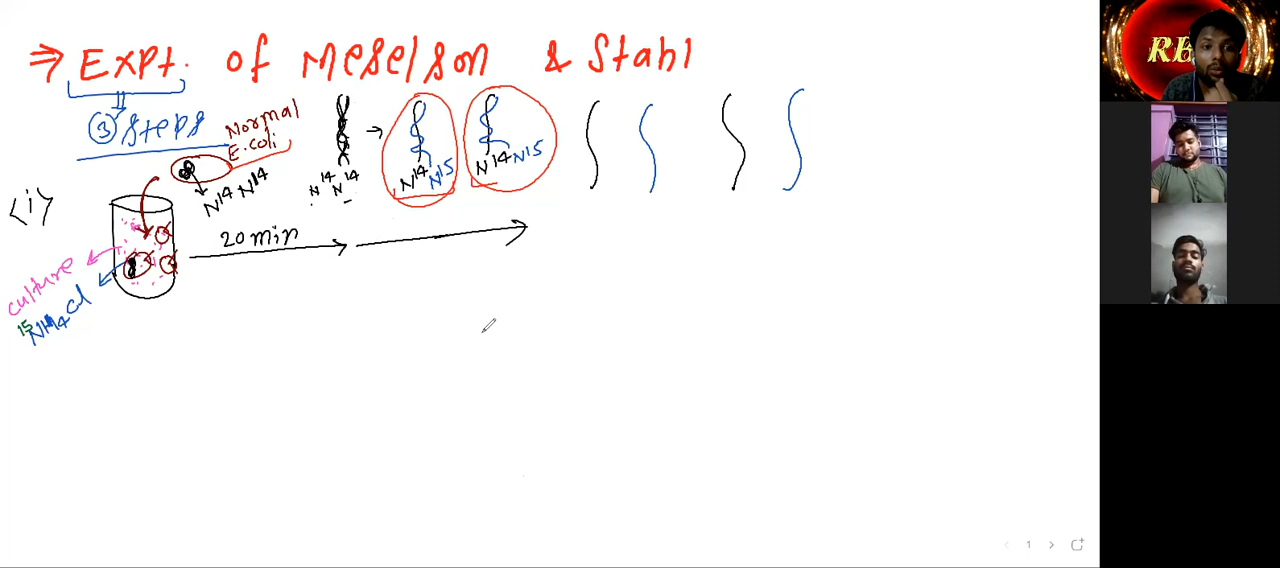 ⇒ Expt. of Meselson & Stahl
③ steps
Normal
E.coli
N14 N14
N14 N14
→
N14 N15
N14 N15
<i>
20 min
culture
15NH4Cl
1